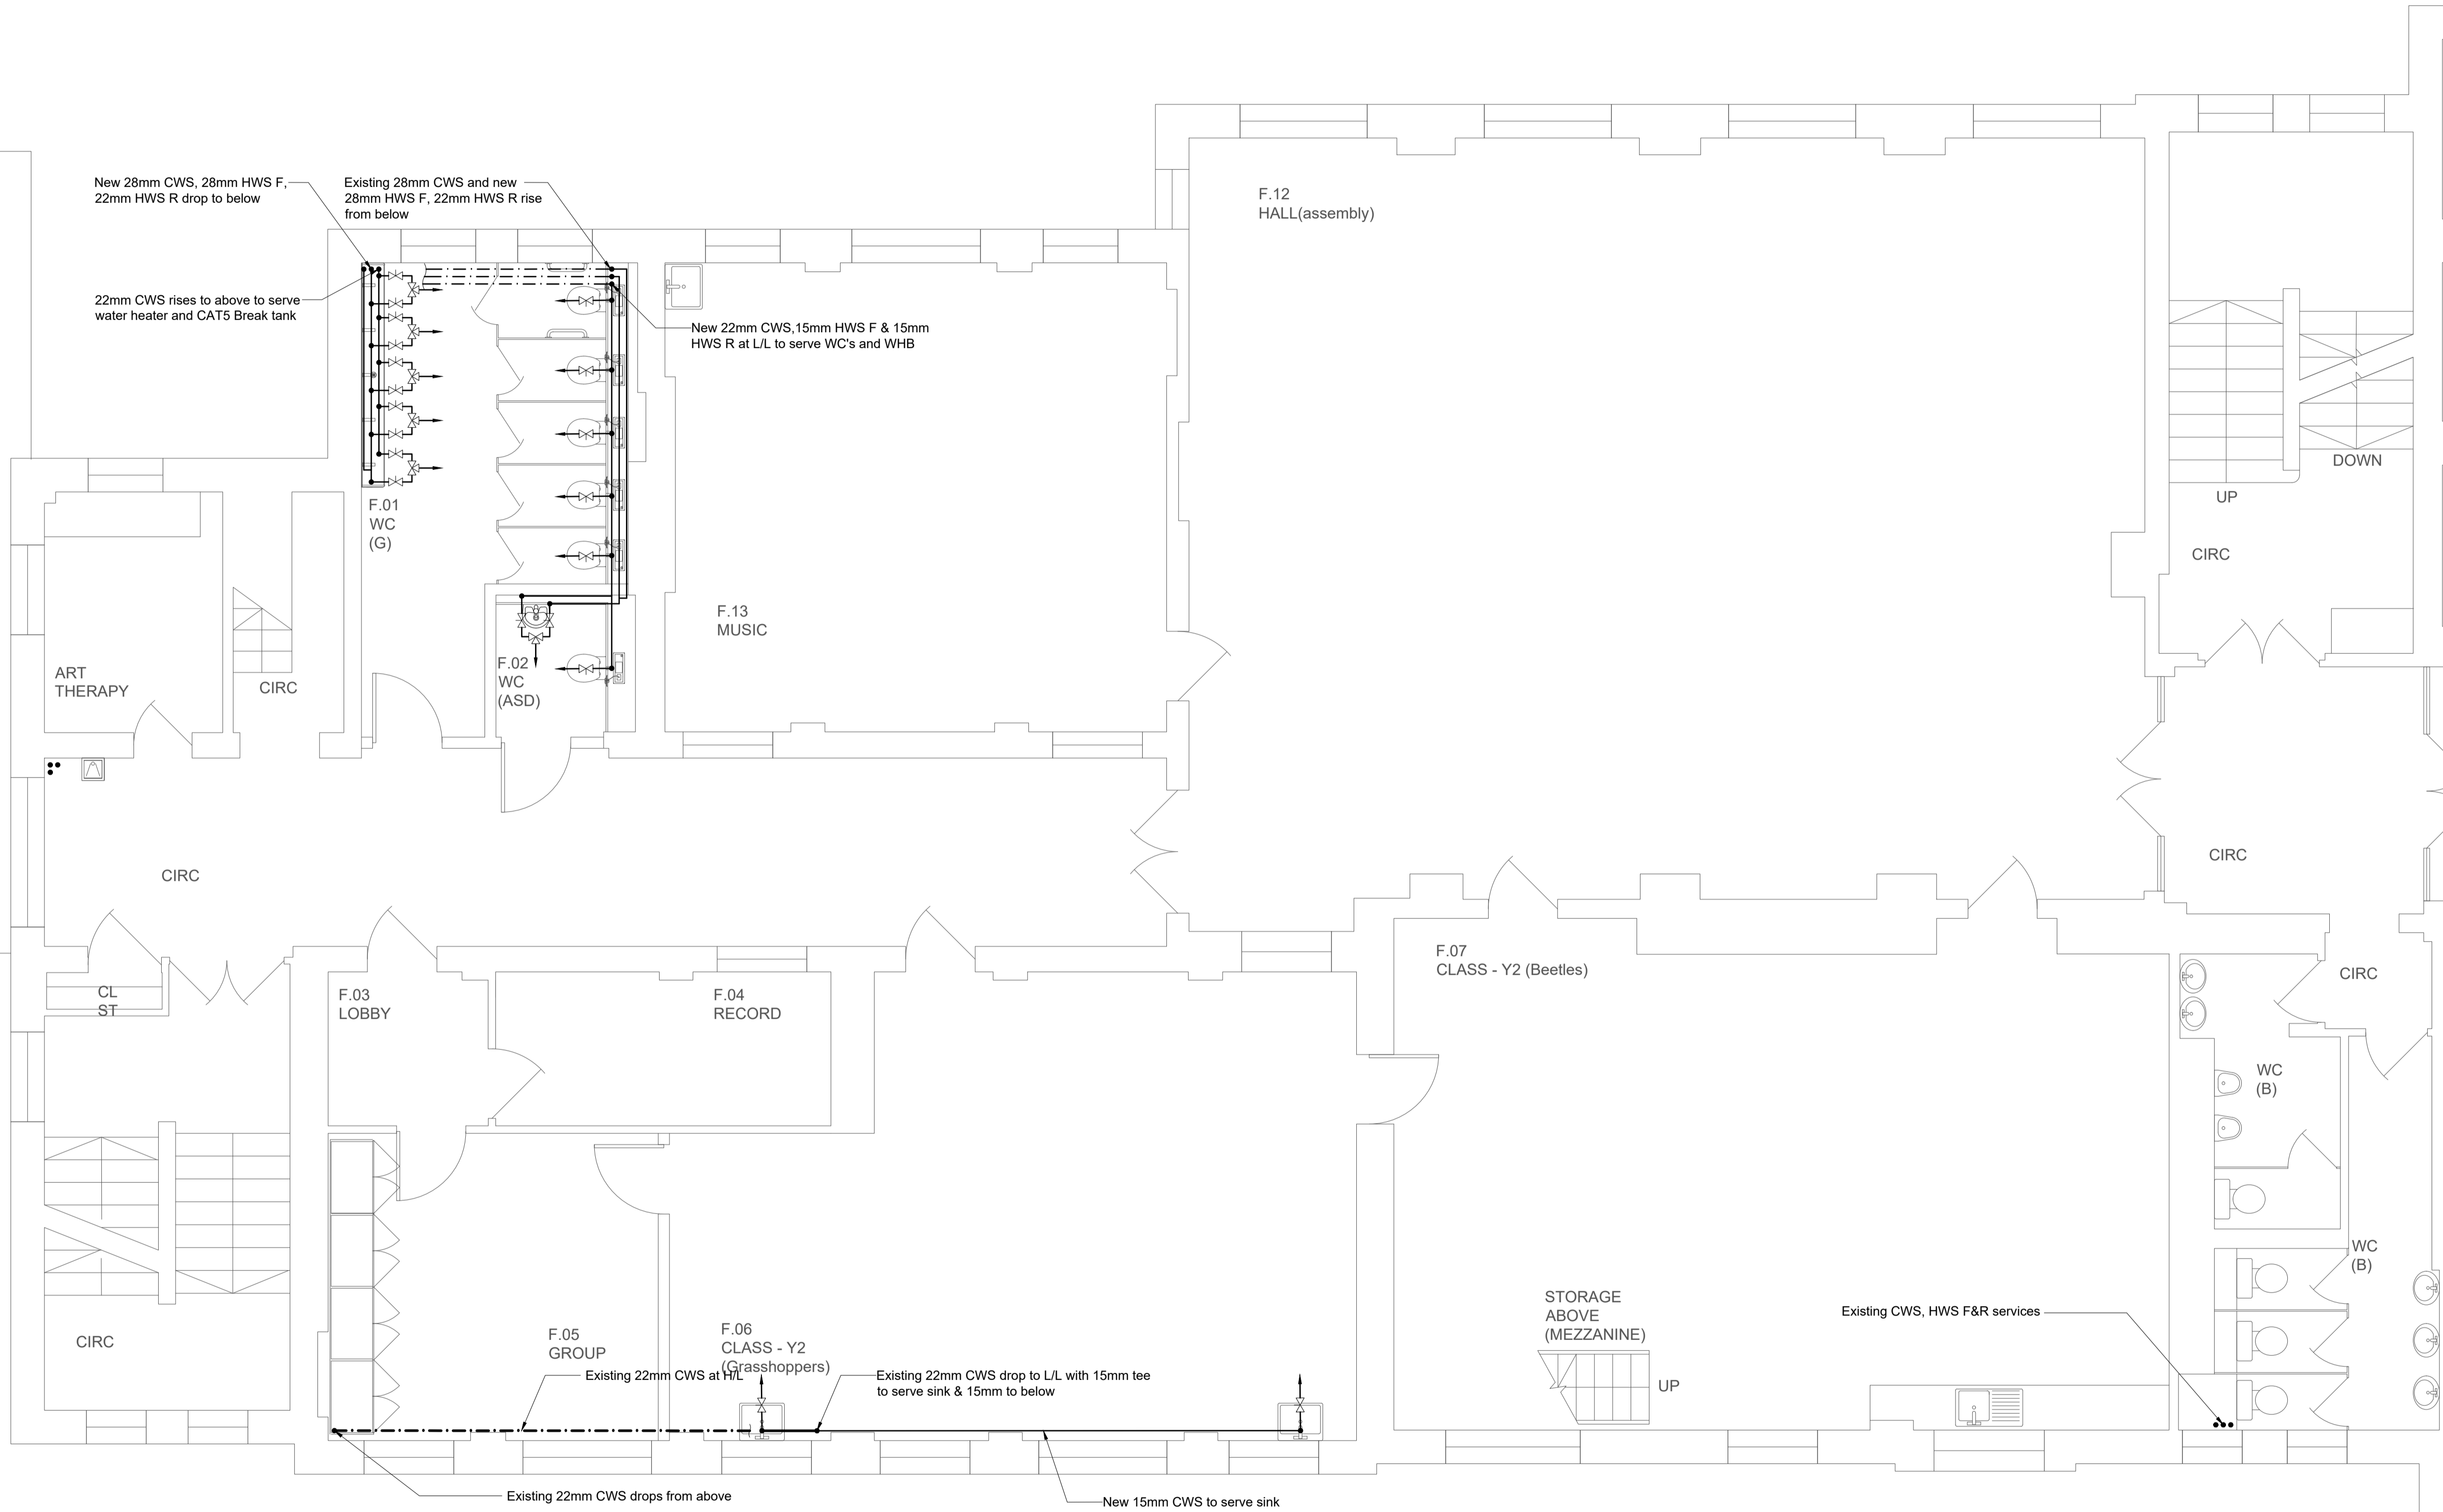 New 28mm CWS, 28mm HWS F,
22mm HWS R drop to below
Existing 28mm CWS and new
28mm HWS F, 22mm HWS R rise
from below
F.12
HALL(assembly)
22mm CWS rises to above to serve
water heater and CAT5 Break tank
New 22mm CWS,15mm HWS F & 15mm
HWS R at L/L to serve WC's and WHB
DOWN
UP
F.01
WC
(G)
CIRC
F.13
MUSIC
F.02
WC
(ASD)
ART
THERAPY
CIRC
CIRC
CIRC
F.07
CLASS - Y2 (Beetles)
CIRC
CL
ST
F.03
LOBBY
F.04
RECORD
WC
(B)
WC
(B)
STORAGE
ABOVE
(MEZZANINE)
UP
Existing CWS, HWS F&R services
CIRC
F.05
GROUP
F.06
CLASS - Y2
(Grasshoppers)
Existing 22mm CWS at H/L
Existing 22mm CWS drop to L/L with 15mm tee
to serve sink & 15mm to below
Existing 22mm CWS drops from above
New 15mm CWS to serve sink